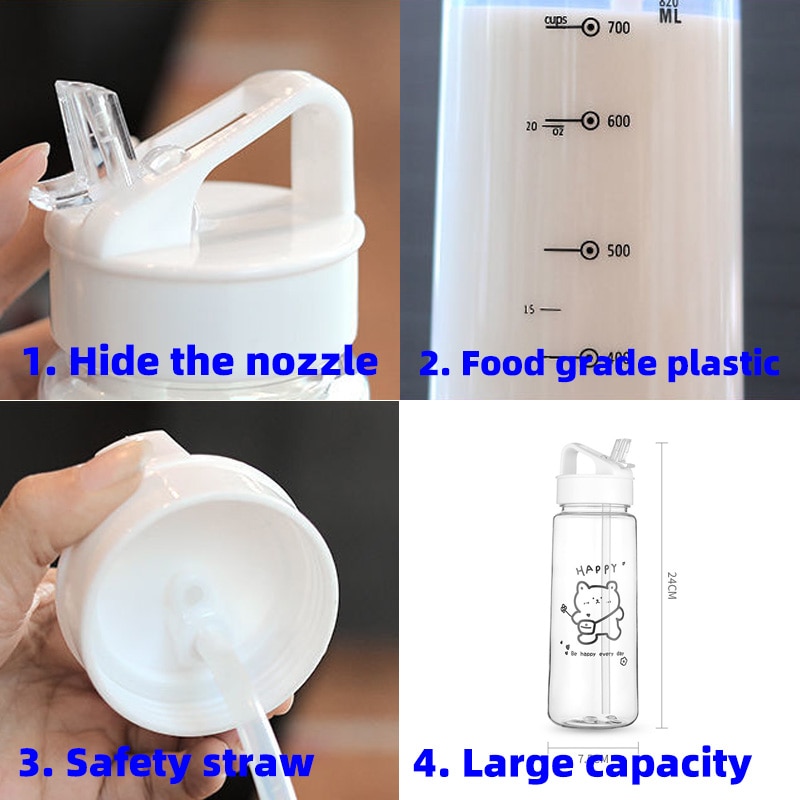 1. Hide the nozzle
820
ML
cups 700
600
20 oz
500
15
400
2. Food grade plastic
3. Safety straw
HAPPY
Be happy every day
24CM
4. Large capacity